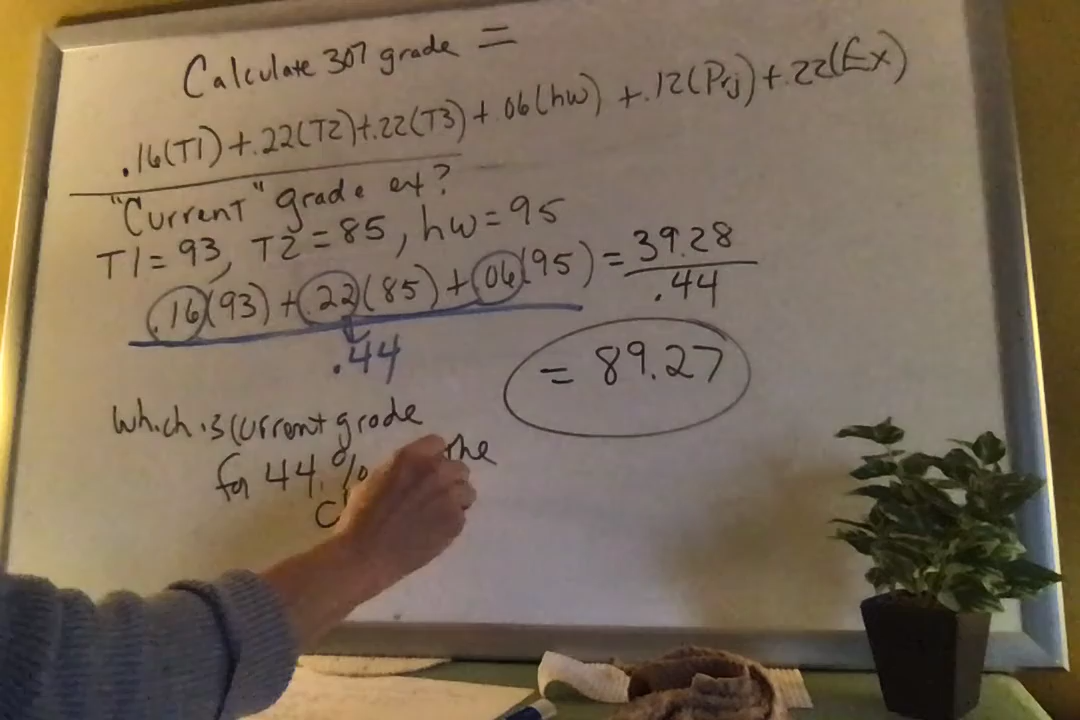 Calculate 307 grade =
.16(T1)+.22(T2)+.22(T3)+.06(hw)+.12(Prj)+.22(Ex)
"Current" grade ex?
T1=93, T2=85, hw=95
.16(93)+.22(85)+.06(95)=39.28
.44
.44
= 89.27
Which is current grade
for 44% the